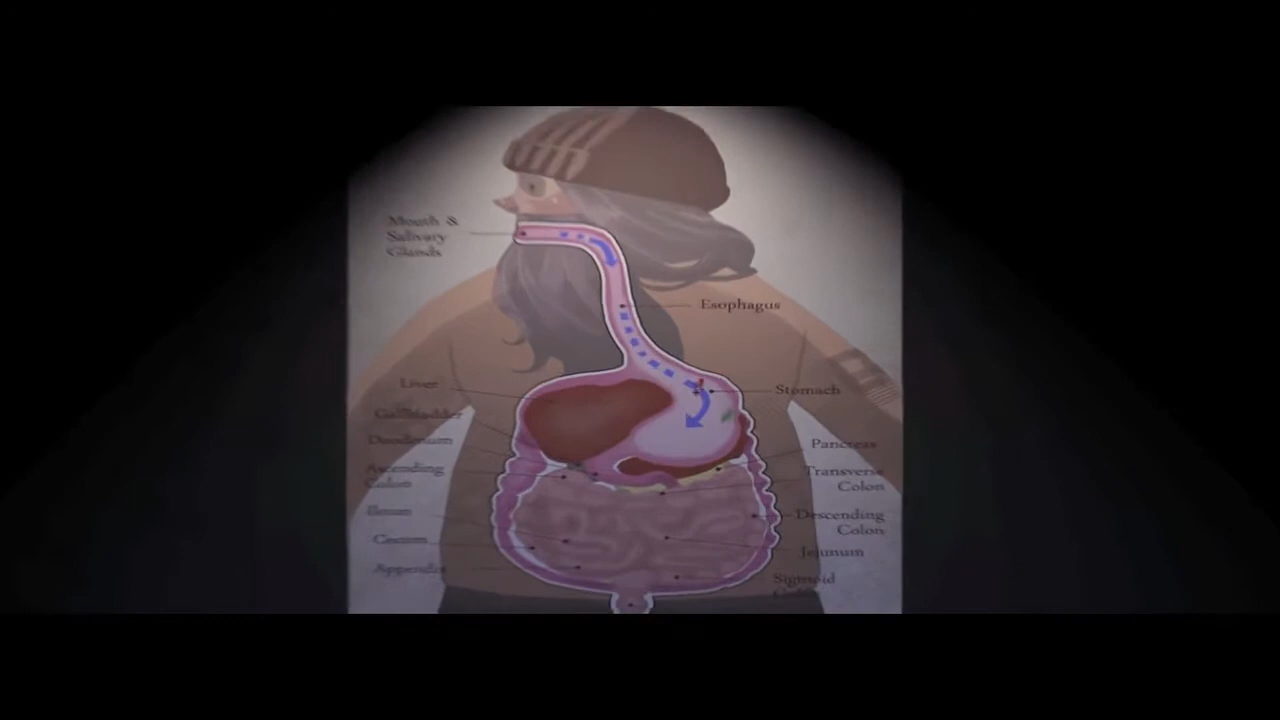 Mouth &
Salivary
Glands
Esophagus
Liver
Stomach
Gallbladder
Duodenum
Pancreas
Ascending
Colon
Transverse
Colon
Ileum
Descending
Colon
Cecum
Jejunum
Appendix
Sigmoid